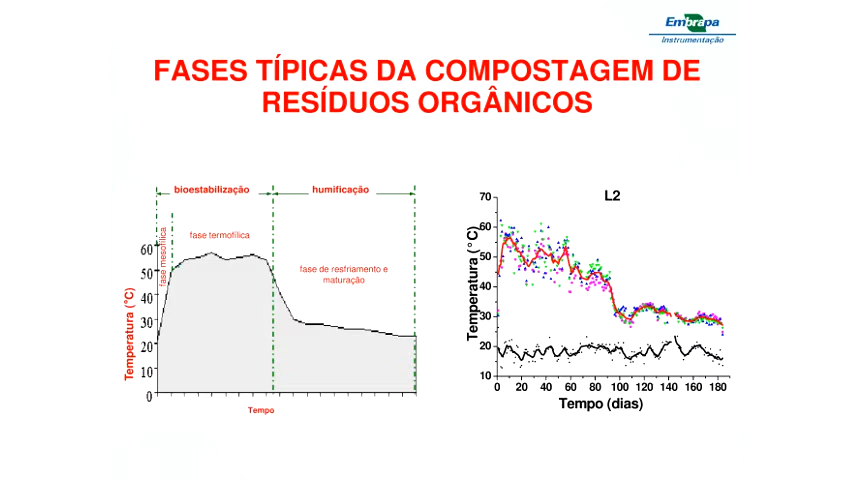 Embrapa
Instrumentação
FASES TÍPICAS DA COMPOSTAGEM DE
RESÍDUOS ORGÂNICOS
bioestabilização
humificação
fase mesofílica
fase termofílica
fase de resfriamento e
maturação
Temperatura (°C)
60
50
40
30
20
10
0
Tempo
L2
Temperatura (°C)
70
60
50
40
30
20
10
0 20 40 60 80 100 120 140 160 180
Tempo (dias)